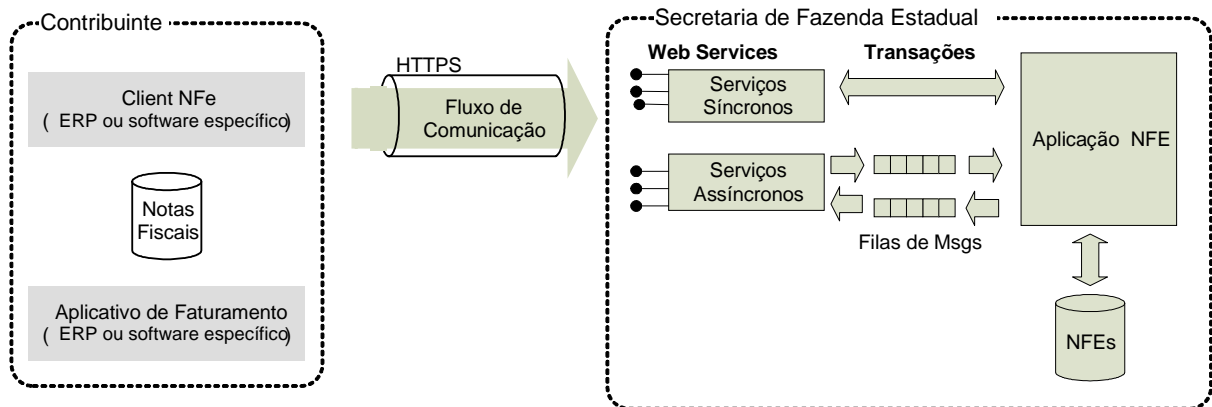 Contribuinte
Client NFe
( ERP ou software específico)
Notas
Fiscais
Aplicativo de Faturamento
( ERP ou software específico)
HTTPS
Fluxo de
Comunicação
Secretaria de Fazenda Estadual
Web Services
Transações
Serviços
Síncronos
Serviços
Assíncronos
Filas de Msgs
Aplicação NFE
NFEs